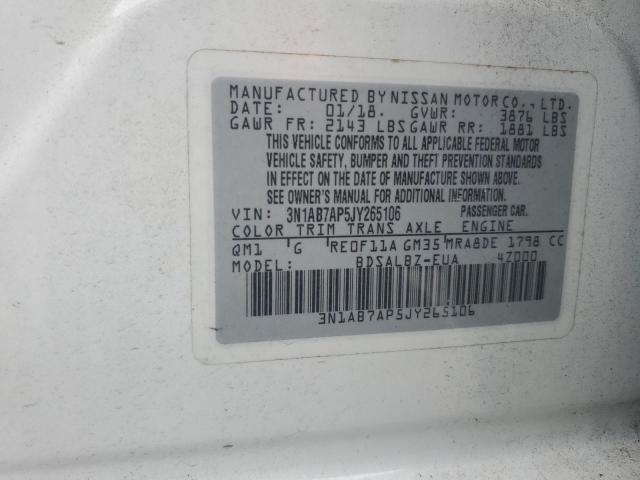 MANUFACTURED BY NISSAN MOTOR CO., LTD.
DATE: 01/18. GVWR: 3876 LBS
GAWR FR: 2143 LBS GAWR RR: 1881 LBS
THIS VEHICLE CONFORMS TO ALL APPLICABLE FEDERAL MOTOR
VEHICLE SAFETY, BUMPER AND THEFT PREVENTION STANDARDS
IN EFFECT ON THE DATE OF MANUFACTURE SHOWN ABOVE.
SEE OWNER'S MANUAL FOR ADDITIONAL INFORMATION.
VIN: 3N1AB7AP5JY265106 PASSENGER CAR.
COLOR TRIM TRANS AXLE ENGINE
QM1 G RE0F11A GM35 MRA8DE 1798 CC
MODEL: BDSALBZ-EUA 4Z000
3N1AB7AP5JY265106